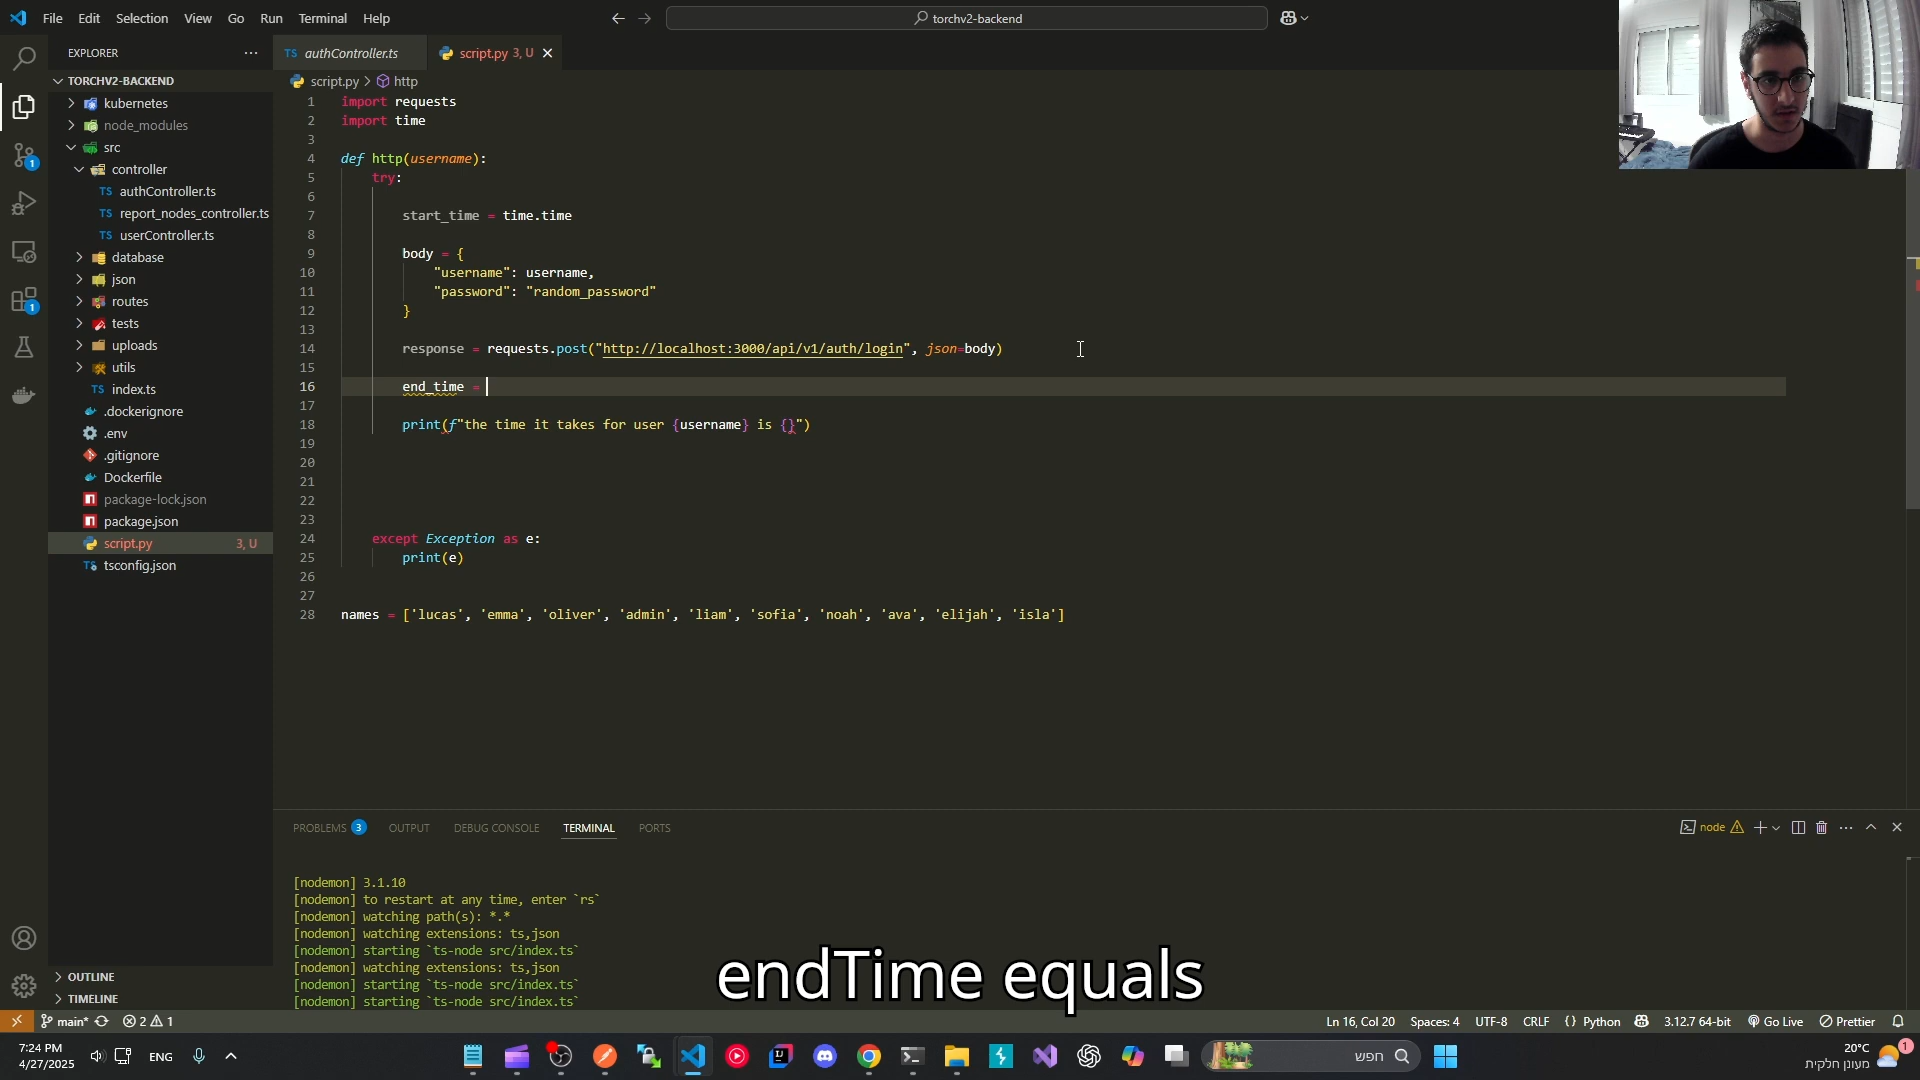 File Edit Selection View Go Run Terminal Help
torchv2-backend
EXPLORER
TS authController.ts
script.py 3, U
script.py > http
TORCHV2-BACKEND
kubernetes
node_modules
src
controller
TS authController.ts
TS report_nodes_controller.ts
TS userController.ts
database
json
routes
tests
uploads
utils
TS index.ts
.dockerignore
.env
.gitignore
Dockerfile
package-lock.json
package.json
script.py 3, U
tsconfig.json
OUTLINE
TIMELINE
1 import requests
2 import time
3
4 def http(username):
5 try:
6
7 start_time = time.time
8
9 body = {
10 "username": username,
11 "password": "random_password"
12 }
13
14 response = requests.post("http://localhost:3000/api/v1/auth/login", json=body)
15
16 end_time =
17
18 print(f"the time it takes for user {username} is {}")
19
20
21
22
23
24 except Exception as e:
25 print(e)
26
27
28 names = ['lucas', 'emma', 'oliver', 'admin', 'liam', 'sofia', 'noah', 'ava', 'elijah', 'isla']
PROBLEMS 3 OUTPUT DEBUG CONSOLE TERMINAL PORTS
node
[nodemon] 3.1.10
[nodemon] to restart at any time, enter `rs`
[nodemon] watching path(s): *.*
[nodemon] watching extensions: ts,json
[nodemon] starting `ts-node src/index.ts`
[nodemon] watching extensions: ts,json
[nodemon] starting `ts-node src/index.ts`
[nodemon] starting `ts-node src/index.ts`
endTime equals
main* 2 1
Ln 16, Col 20 Spaces: 4 UTF-8 CRLF {} Python 3.12.7 64-bit Go Live Prettier
7:24 PM
4/27/2025
ENG
חפש
20°C
מעונן חלקית
1